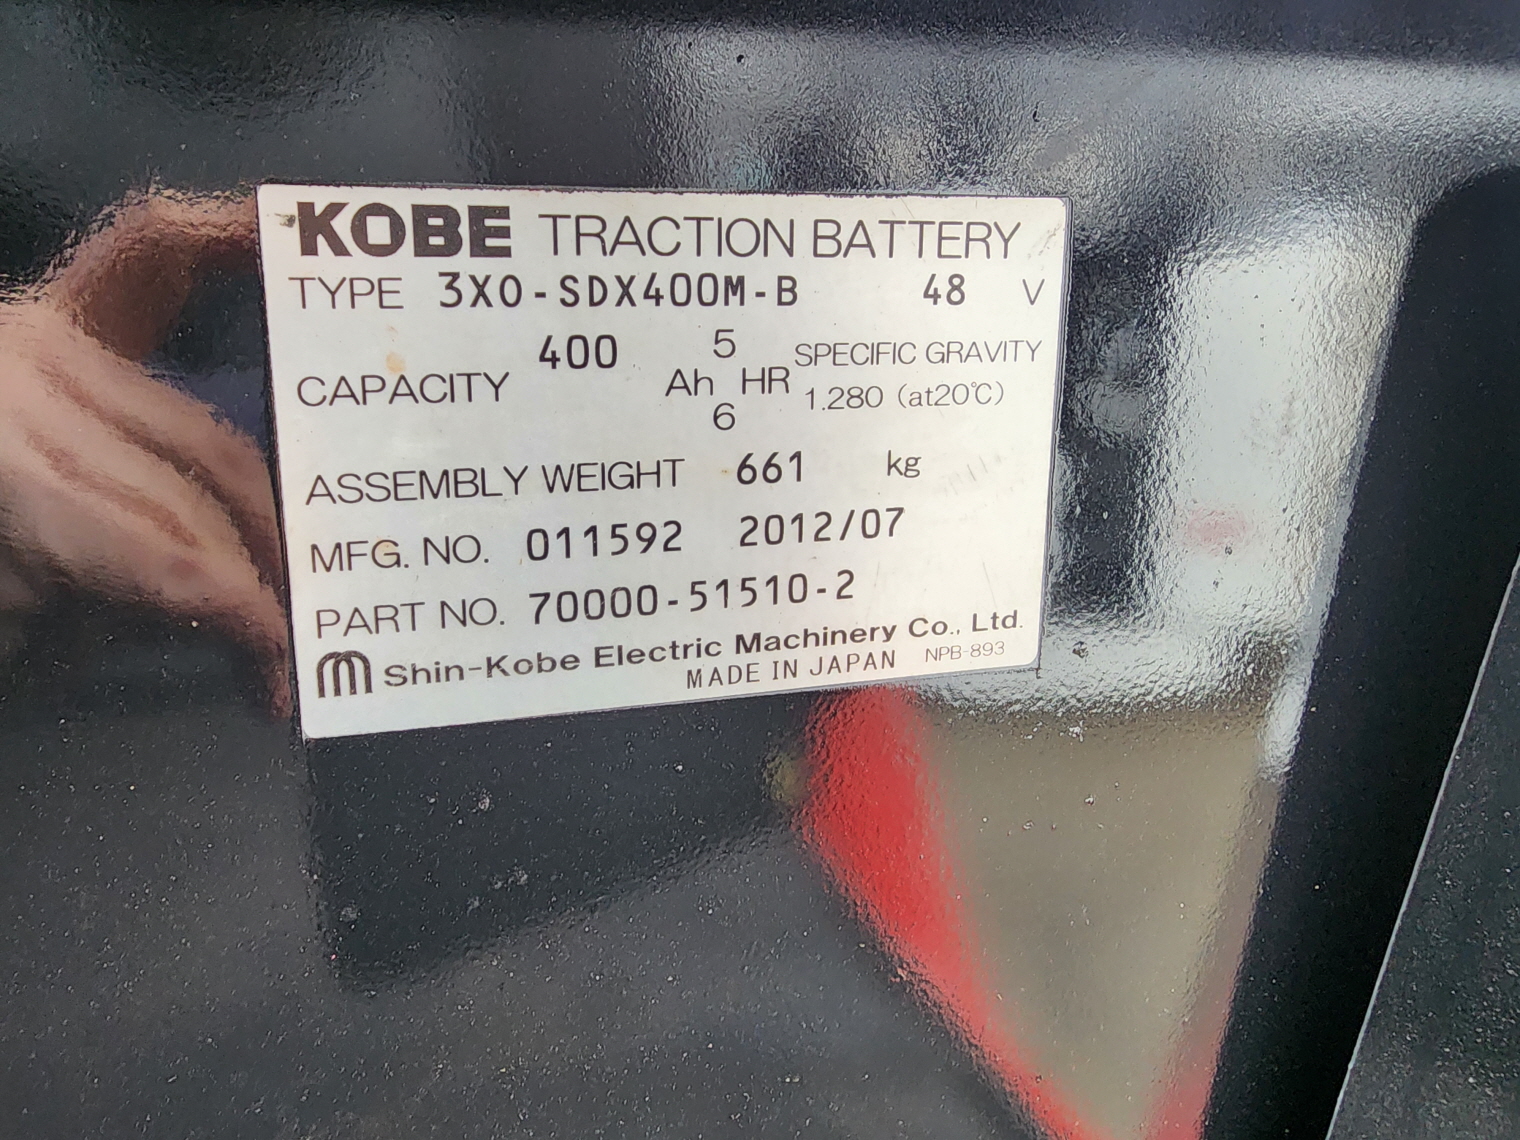 KOBE TRACTION BATTERY
TYPE 3X0-SDX400M-B 48 V
CAPACITY 400 Ah 5 HR 6 SPECIFIC GRAVITY
1.280 (at20℃)
ASSEMBLY WEIGHT 661 kg
MFG. NO. 011592 2012/07
PART NO. 70000-51510-2
Shin-Kobe Electric Machinery Co., Ltd.
MADE IN JAPAN NPB-893